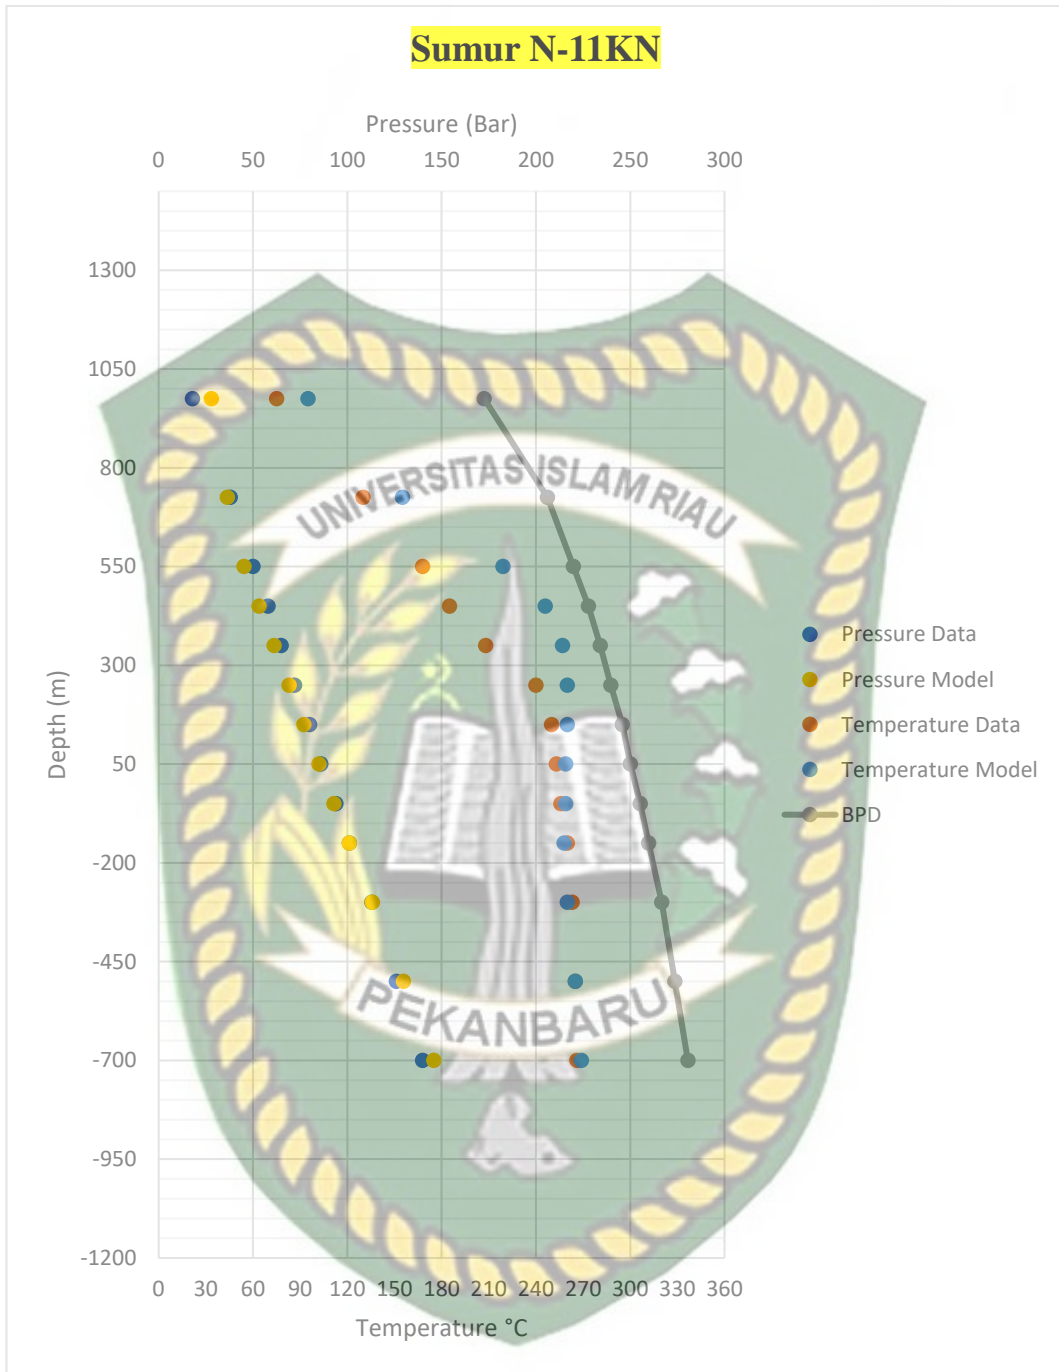 Sumur N-11KN
Pressure (Bar)
0 50 100 150 200 250 300
1300
1050
800
550
300
50
-200
-450
-700
-950
-1200
Depth (m)
UNIVERSITAS ISLAM RIAU
PEKANBARU
Pressure Data
Pressure Model
Temperature Data
Temperature Model
BPD
0 30 60 90 120 150 180 210 240 270 300 330 360
Temperature °C